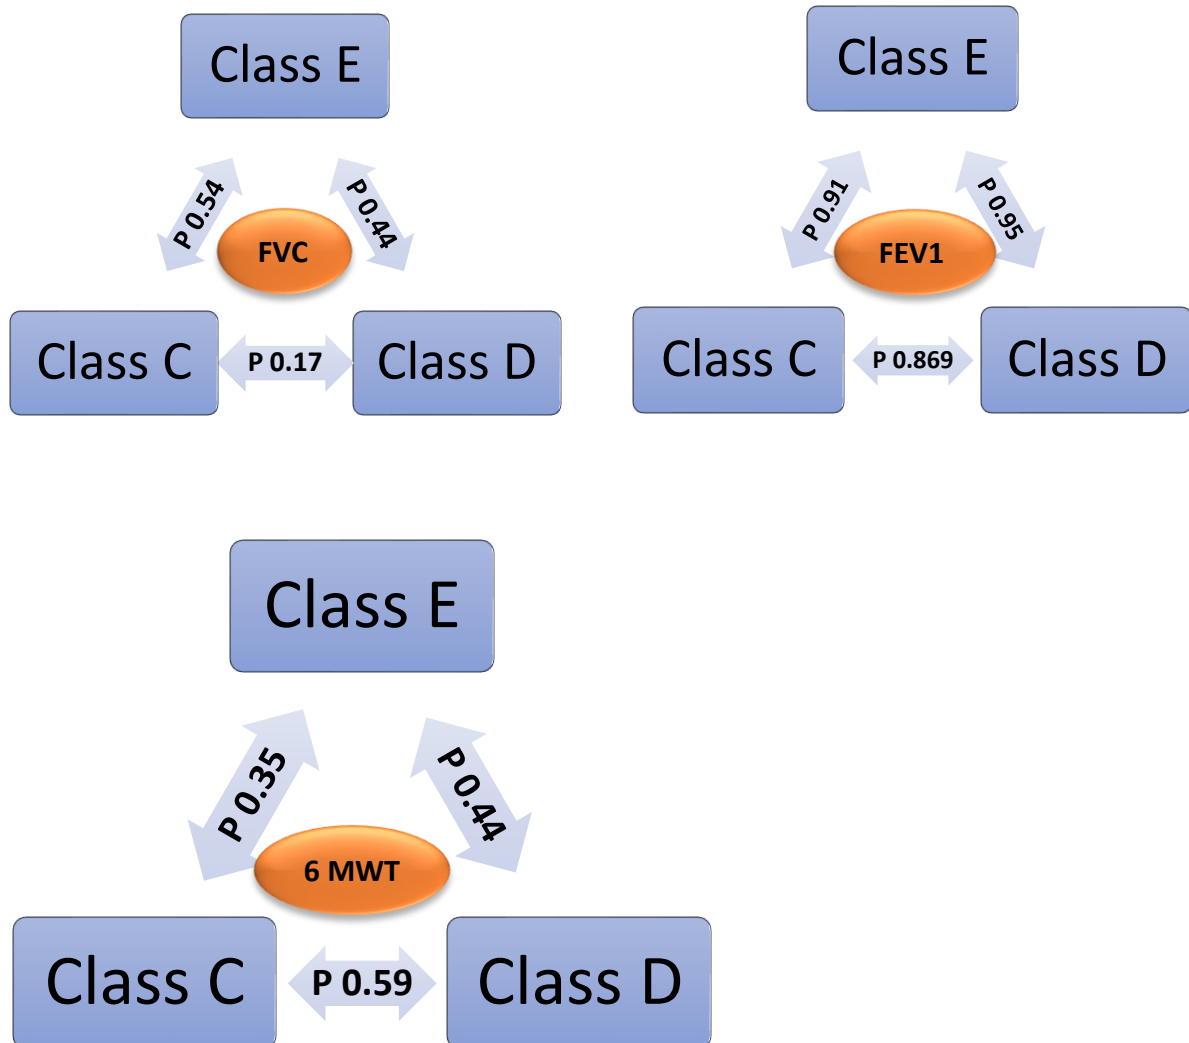 Class E
P 0.54
P 0.44
FVC
Class C
P 0.17
Class D
Class E
P 0.91
P 0.95
FEV1
Class C
P 0.869
Class D
Class E
P 0.35
P 0.44
6 MWT
Class C
P 0.59
Class D